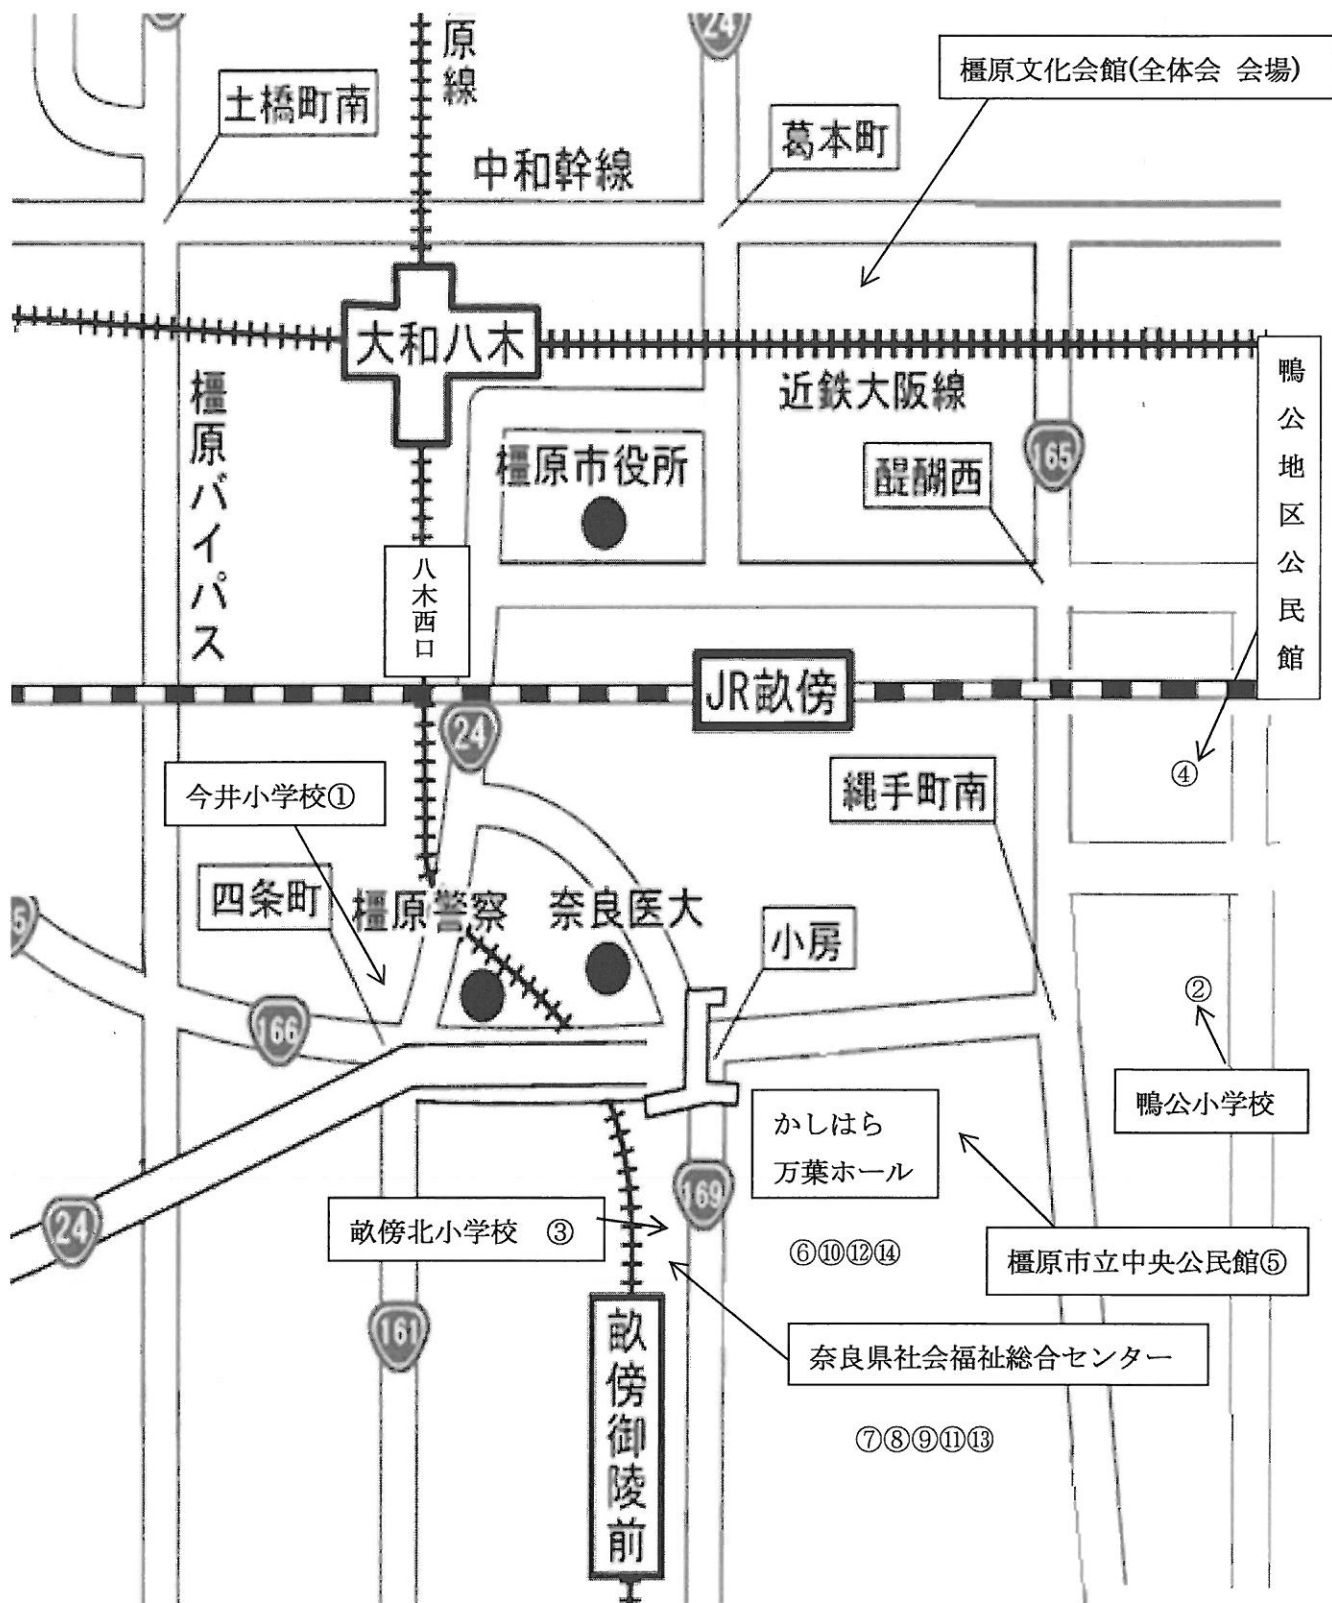 原線
24
橿原文化会館(全体会 会場)
土橋町南
葛本町
中和幹線
大和八木
近鉄大阪線
鴨公地区公民館
橿原バイパス
橿原市役所
醍醐西
165
八木西口
JR畝傍
24
④
今井小学校①
縄手町南
四条町
橿原警察
奈良医大
小房
5
②
166
鴨公小学校
かしはら
万葉ホール
169
24
畝傍北小学校 ③
⑥⑩⑫⑭
橿原市立中央公民館⑤
161
奈良県社会福祉総合センター
畝傍御陵前
⑦⑧⑨⑪⑬